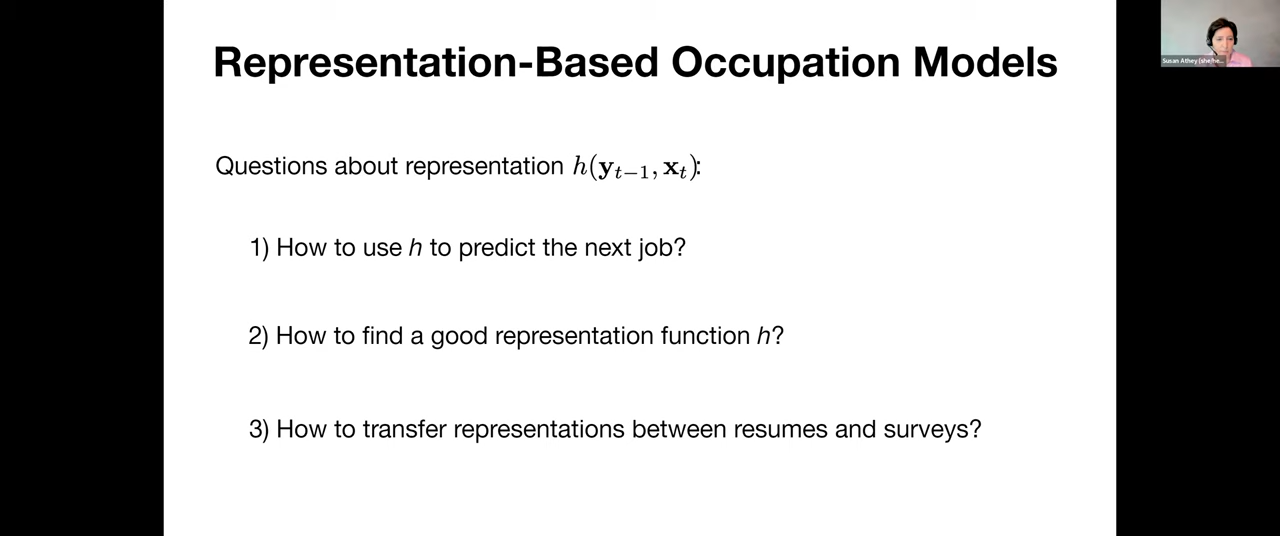 Representation-Based Occupation Models
Questions about representation h(y_{t−1}, x_t):
1) How to use h to predict the next job?
2) How to find a good representation function h?
3) How to transfer representations between resumes and surveys?
Susan Athey (she/he...